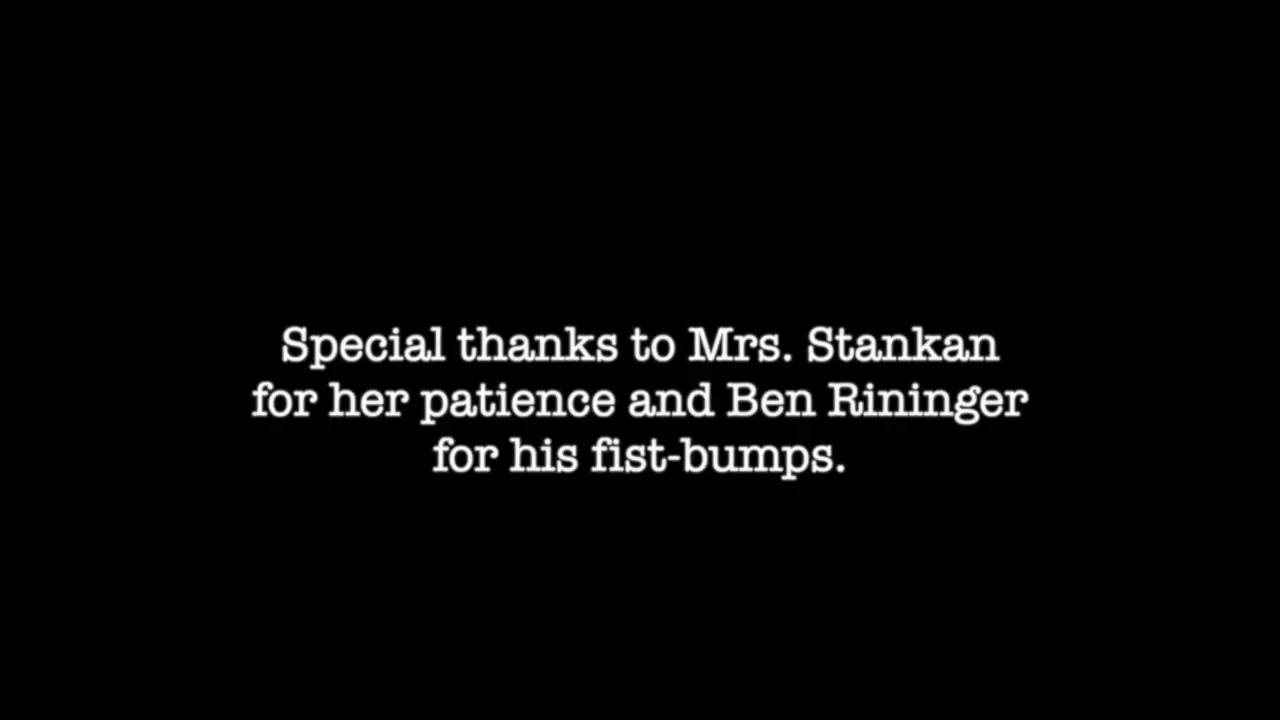 Special thanks to Mrs. Stankan
for her patience and Ben Rininger
for his fist-bumps.